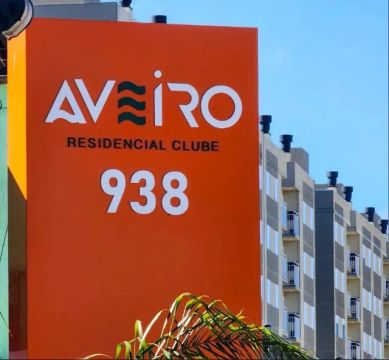 AVEIRO
RESIDENCIAL CLUBE
938